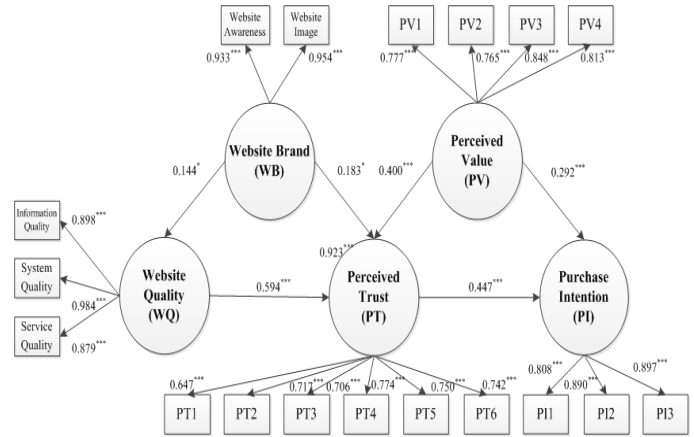 Website
Awareness
Website
Image
PV1
PV2
PV3
PV4
0.933***
0.954***
0.777***
0.765***
0.848***
0.813***
Website Brand
(WB)
Perceived
Value
(PV)
0.144*
0.183*
0.400***
0.292***
Information
Quality
0.898***
System
Quality
0.984***
Service
Quality
0.879***
Website
Quality
(WQ)
0.594***
0.923***
Perceived
Trust
(PT)
0.447***
Purchase
Intention
(PI)
0.647***
0.717***
0.706***
0.774***
0.750***
0.742***
0.808***
0.890***
0.897***
PT1
PT2
PT3
PT4
PT5
PT6
PI1
PI2
PI3